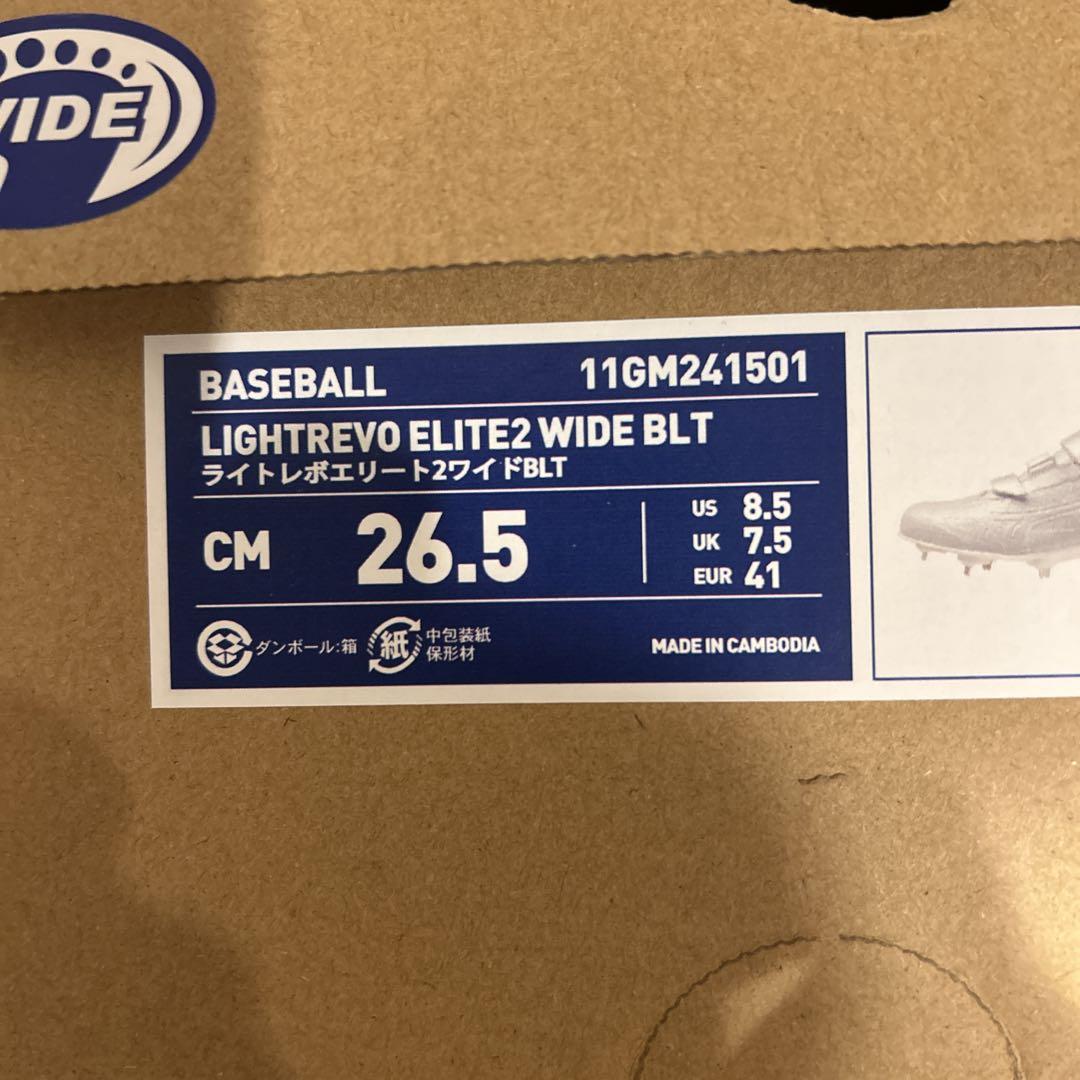 WIDE
BASEBALL 11GM241501
LIGHTREVO ELITE2 WIDE BLT
ライトレボエリート2ワイドBLT
CM 26.5
US 8.5
UK 7.5
EUR 41
ダンボール:箱
紙
中包装紙
保形材
MADE IN CAMBODIA